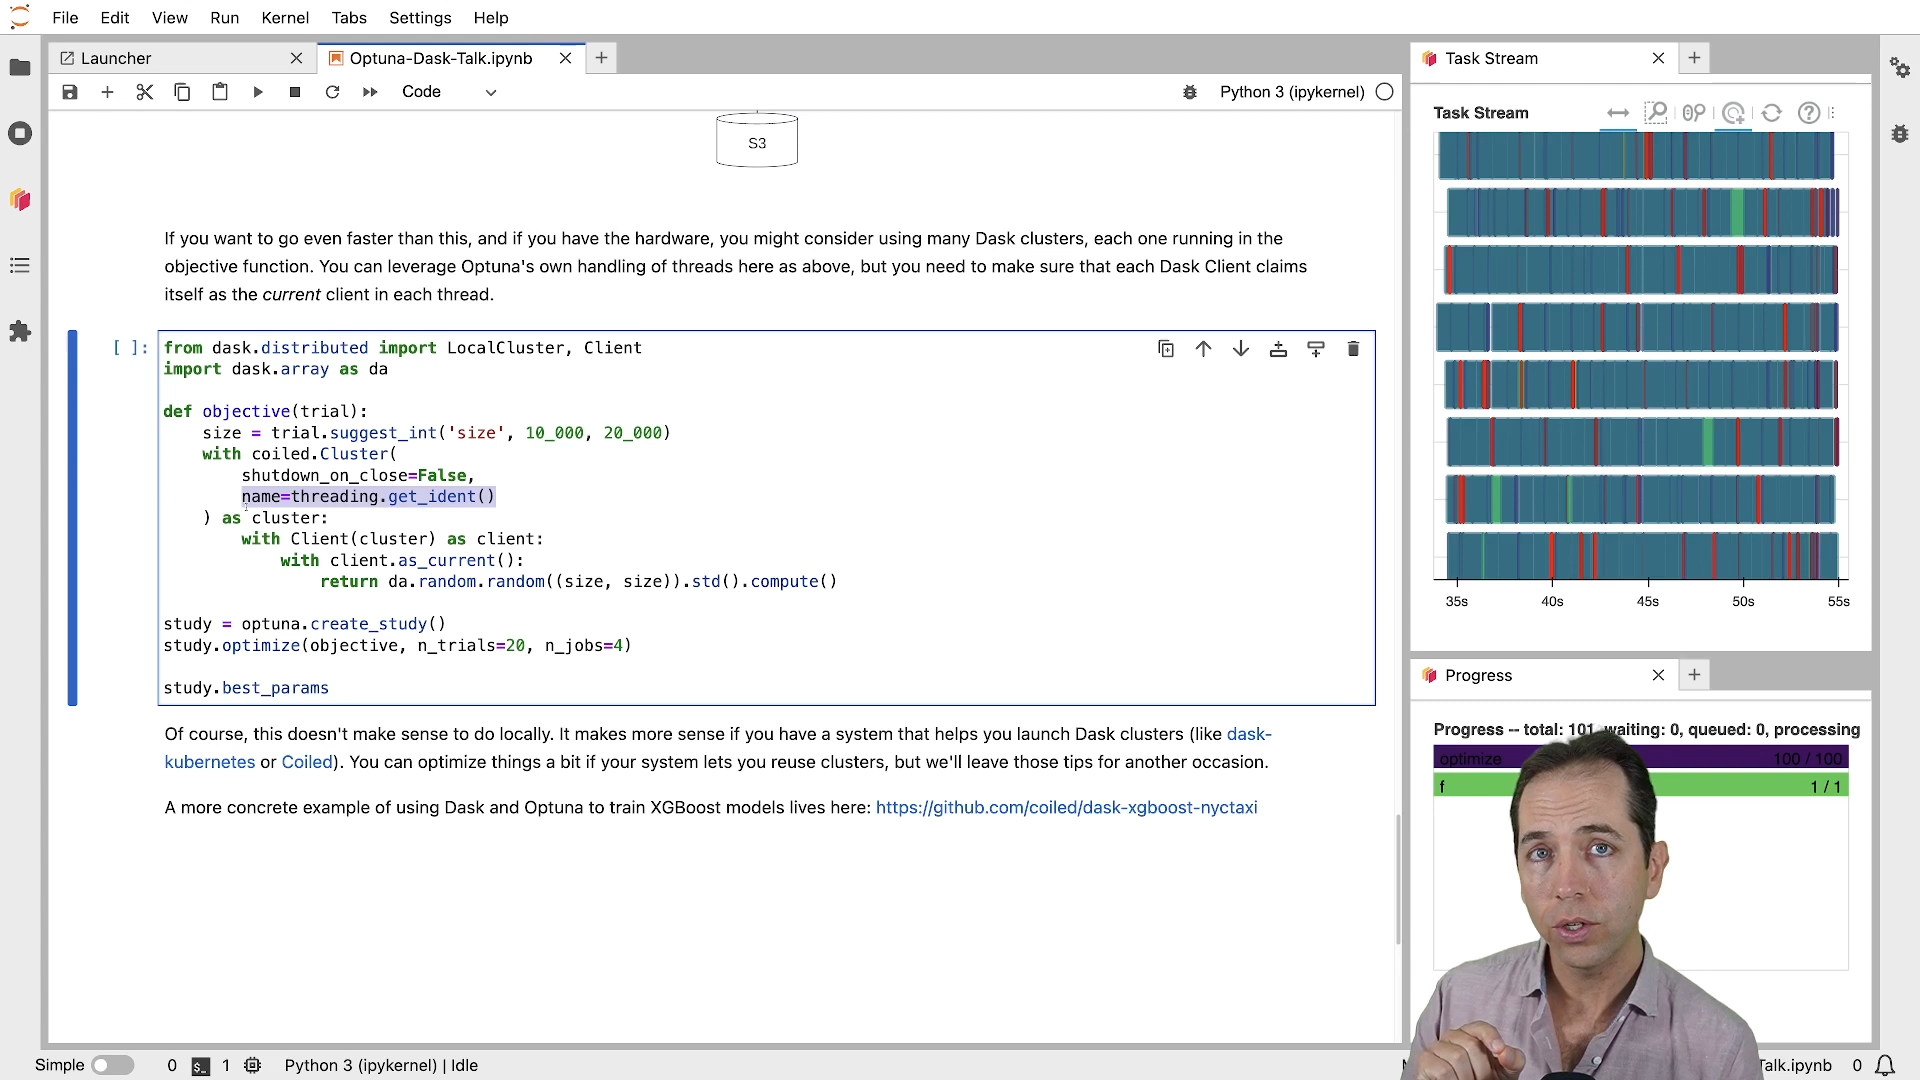 File Edit View Run Kernel Tabs Settings Help
Launcher
Optuna-Dask-Talk.ipynb
Task Stream
Code
Python 3 (ipykernel)
S3
If you want to go even faster than this, and if you have the hardware, you might consider using many Dask clusters, each one running in the
objective function. You can leverage Optuna's own handling of threads here as above, but you need to make sure that each Dask Client claims
itself as the current client in each thread.
[ ]:
from dask.distributed import LocalCluster, Client
import dask.array as da
def objective(trial):
    size = trial.suggest_int('size', 10_000, 20_000)
    with coiled.Cluster(
        shutdown_on_close=False,
        name=threading.get_ident()
    ) as cluster:
        with Client(cluster) as client:
            with client.as_current():
                return da.random.random((size, size)).std().compute()
study = optuna.create_study()
study.optimize(objective, n_trials=20, n_jobs=4)
study.best_params
Of course, this doesn't make sense to do locally. It makes more sense if you have a system that helps you launch Dask clusters (like dask-
kubernetes or Coiled). You can optimize things a bit if your system lets you reuse clusters, but we'll leave those tips for another occasion.
A more concrete example of using Dask and Optuna to train XGBoost models lives here: https://github.com/coiled/dask-xgboost-nyctaxi
Task Stream
35s 40s 45s 50s 55s
Progress
Progress -- total: 101, waiting: 0, queued: 0, processing
optimize 100 / 100
f 1 / 1
Simple 0 $_ 1 Python 3 (ipykernel) | Idle
Talk.ipynb 0